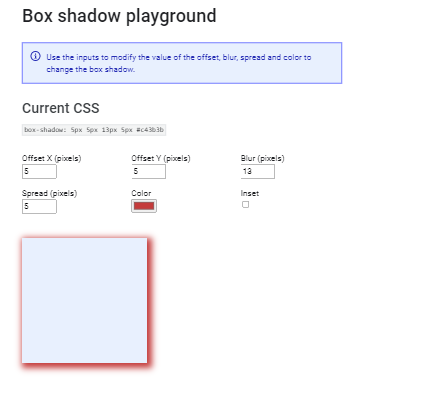 Box shadow playground
Use the inputs to modify the value of the offset, blur, spread and color to
change the box shadow.
Current CSS
box-shadow: 5px 5px 13px 5px #c43b3b
Offset X (pixels) Offset Y (pixels) Blur (pixels)
5 5 13
Spread (pixels) Color Inset
5